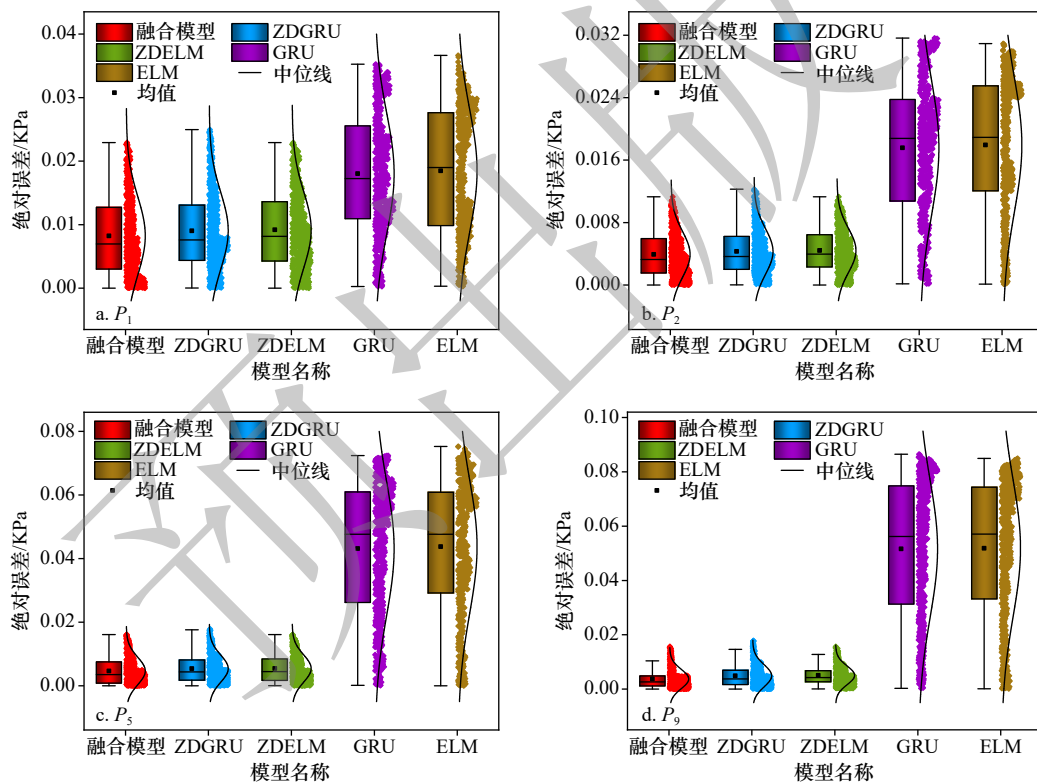 融合模型 ZDGRU
ZDELM GRU
ELM 中位线
均值
绝对误差/KPa
0.04
0.03
0.02
0.01
0.00
a. P1
融合模型 ZDGRU ZDELM GRU ELM
模型名称
融合模型 ZDGRU
ZDELM GRU
ELM 中位线
均值
绝对误差/KPa
0.032
0.024
0.016
0.008
0.000
b. P2
融合模型 ZDGRU ZDELM GRU ELM
模型名称
融合模型 ZDGRU
ZDELM GRU
ELM 中位线
均值
绝对误差/KPa
0.08
0.06
0.04
0.02
0.00
c. P5
融合模型 ZDGRU ZDELM GRU ELM
模型名称
融合模型 ZDGRU
ZDELM GRU
ELM 中位线
均值
绝对误差/KPa
0.10
0.08
0.06
0.04
0.02
0.00
d. P9
融合模型 ZDGRU ZDELM GRU ELM
模型名称
预出版